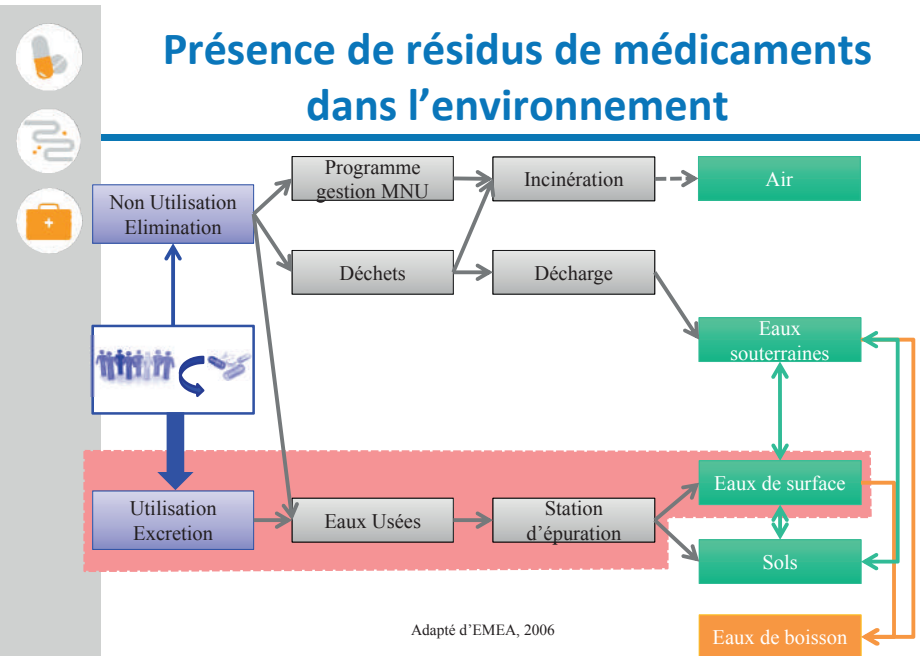 Présence de résidus de médicaments
dans l’environnement
Programme
gestion MNU
Incinération
Air
Non Utilisation
Elimination
Déchets
Décharge
Eaux
souterraines
Eaux de surface
Utilisation
Excretion
Eaux Usées
Station
d’épuration
Sols
Adapté d’EMEA, 2006
Eaux de boisson